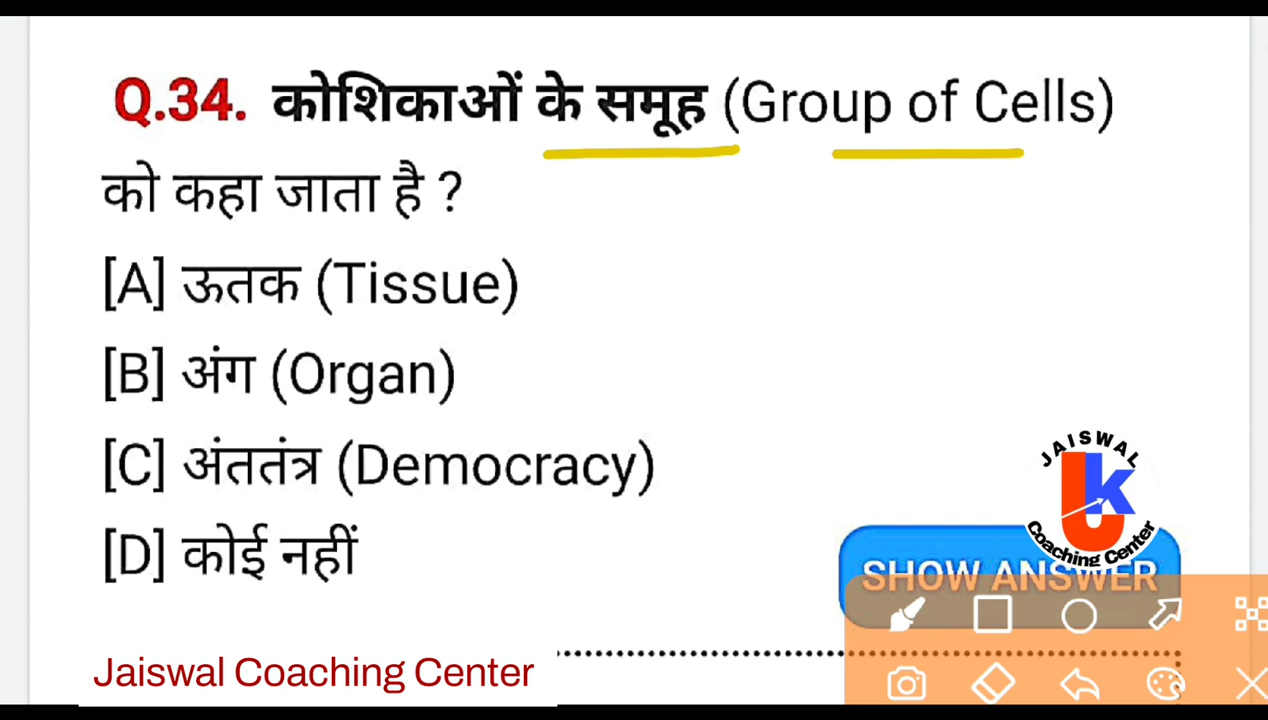 Q.34. कोशिकाओं के समूह (Group of Cells)
को कहा जाता है ?
[A] ऊतक (Tissue)
[B] अंग (Organ)
[C] अंततंत्र (Democracy)
[D] कोई नहीं
JAISWAL
Coaching Center
SHOW ANSWER
Jaiswal Coaching Center